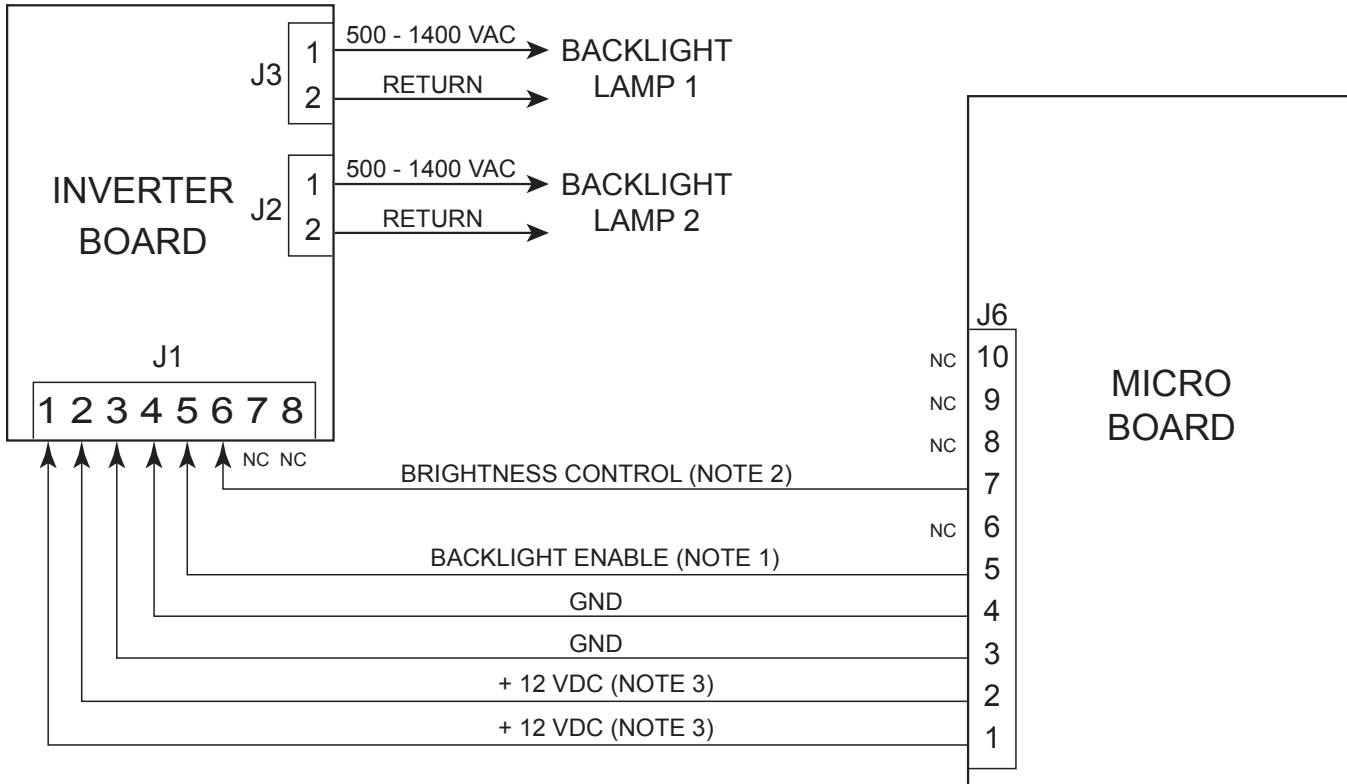 500 - 1400 VAC
J3
1
2
RETURN
BACKLIGHT
LAMP 1
INVERTER
BOARD
500 - 1400 VAC
J2
1
2
RETURN
BACKLIGHT
LAMP 2
J1
1 2 3 4 5 6 7 8
NC NC
J6
NC 10
NC 9
NC 8
BRIGHTNESS CONTROL (NOTE 2) 7
NC 6
BACKLIGHT ENABLE (NOTE 1) 5
GND 4
GND 3
+ 12 VDC (NOTE 3) 2
+ 12 VDC (NOTE 3) 1
MICRO
BOARD